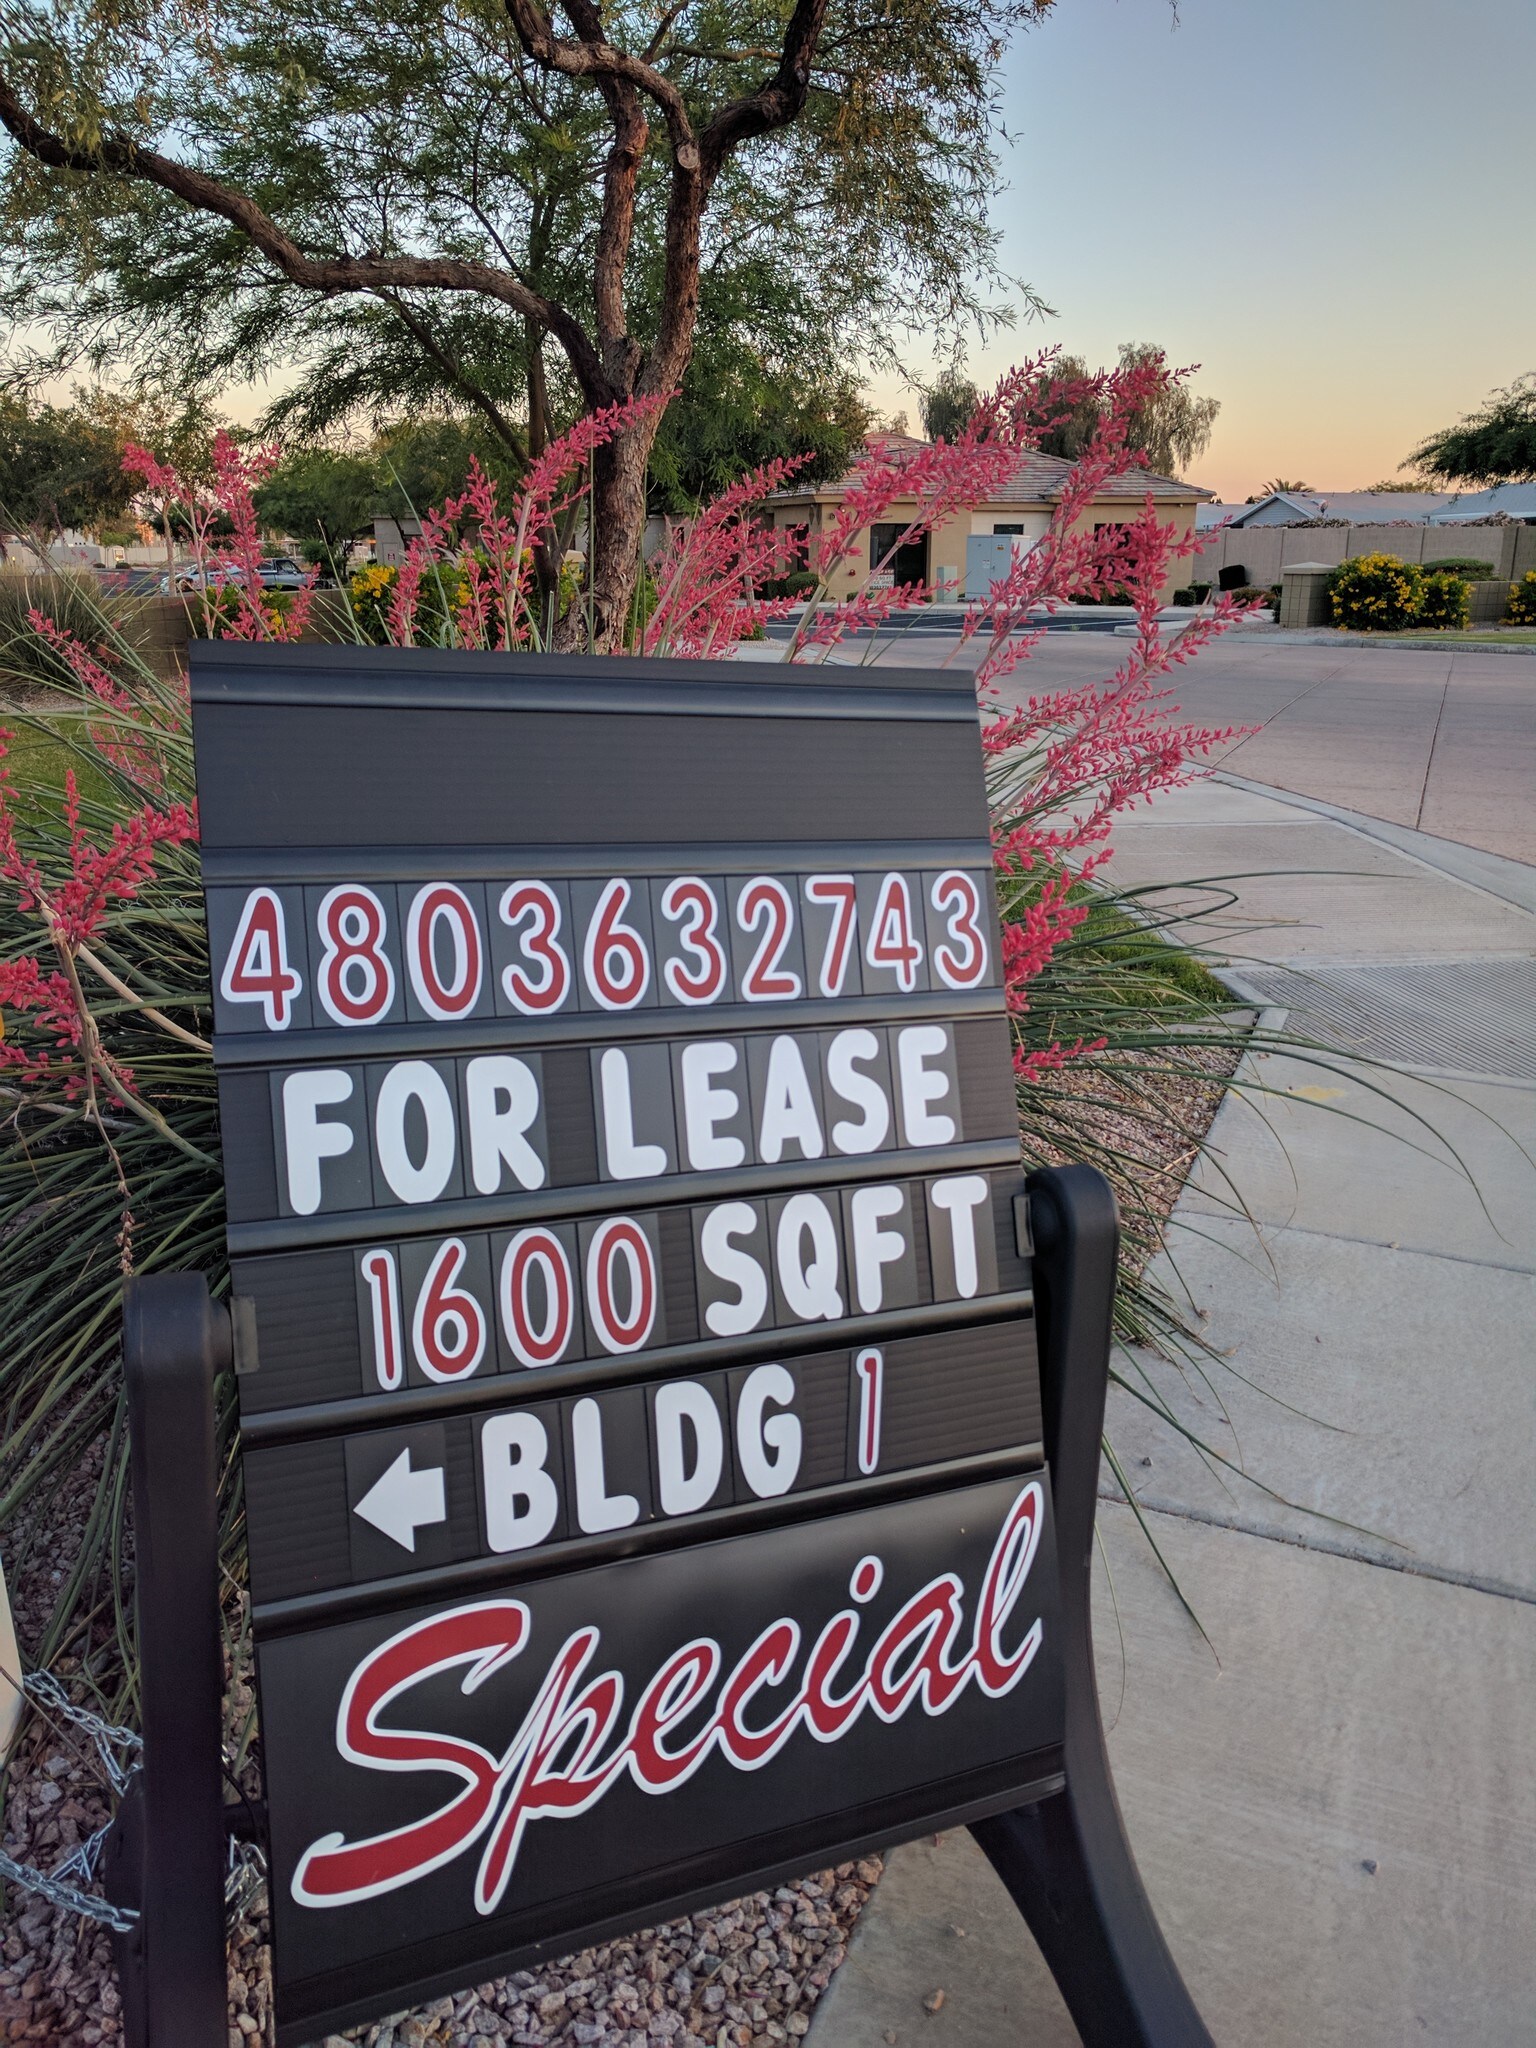 4803632743
FOR LEASE
1600 SQFT
BLDG 1
Special